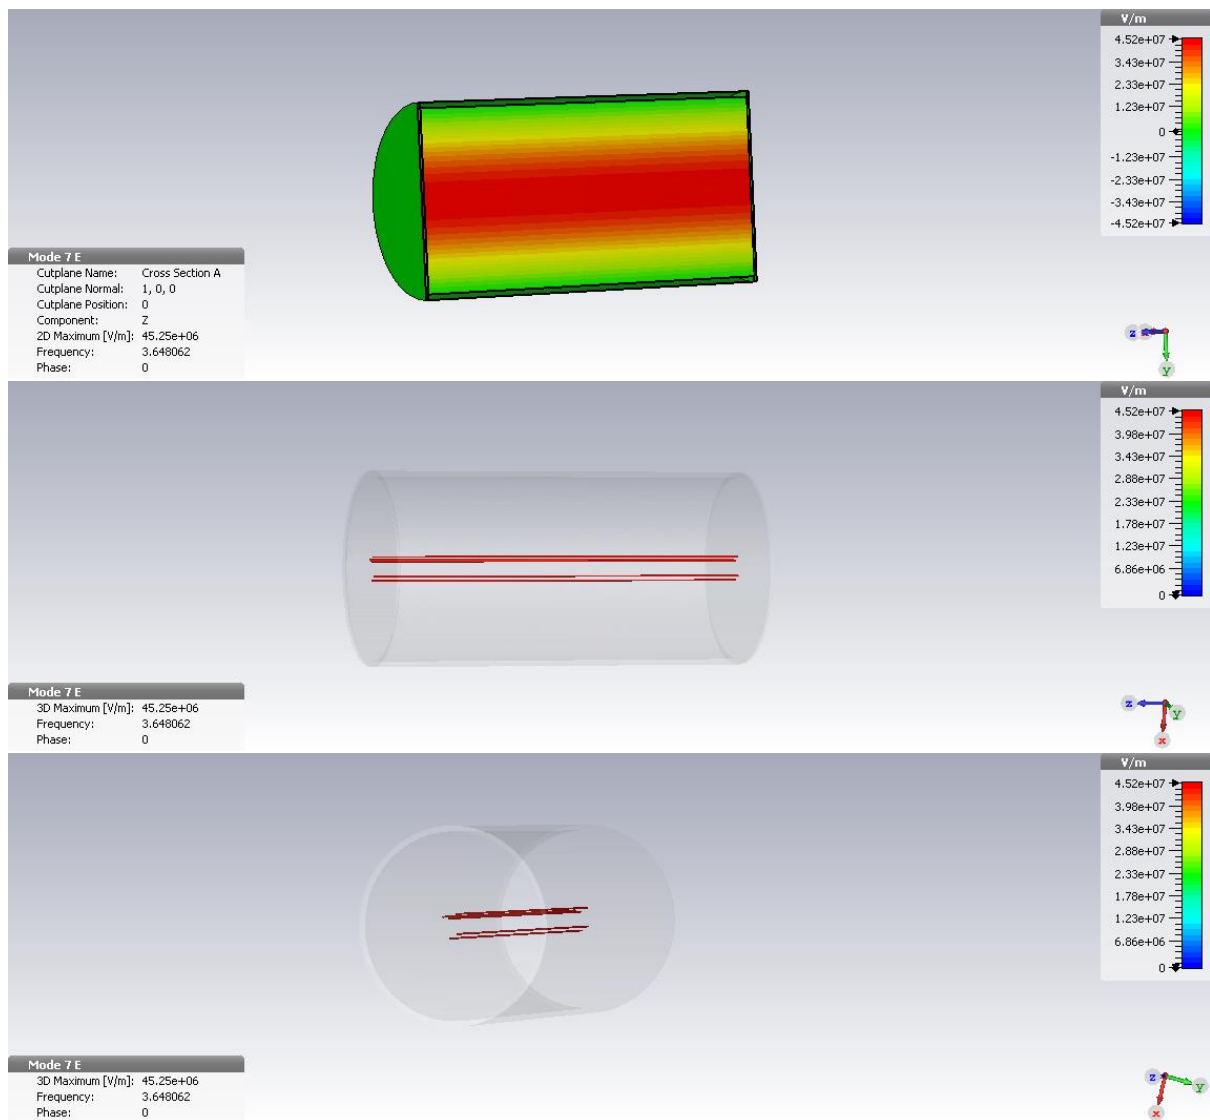 V/m
4.52e+07
3.43e+07
2.33e+07
1.23e+07
0
-1.23e+07
-2.33e+07
-3.43e+07
-4.52e+07
Mode 7 E
Cutplane Name: Cross Section A
Cutplane Normal: 1, 0, 0
Cutplane Position: 0
Component: Z
2D Maximum [V/m]: 45.25e+06
Frequency: 3.648062
Phase: 0
z
y
V/m
4.52e+07
3.98e+07
3.43e+07
2.88e+07
2.33e+07
1.78e+07
1.23e+07
6.86e+06
0
Mode 7 E
3D Maximum [V/m]: 45.25e+06
Frequency: 3.648062
Phase: 0
z
y
x
V/m
4.52e+07
3.98e+07
3.43e+07
2.88e+07
2.33e+07
1.78e+07
1.23e+07
6.86e+06
0
Mode 7 E
3D Maximum [V/m]: 45.25e+06
Frequency: 3.648062
Phase: 0
z
y
x